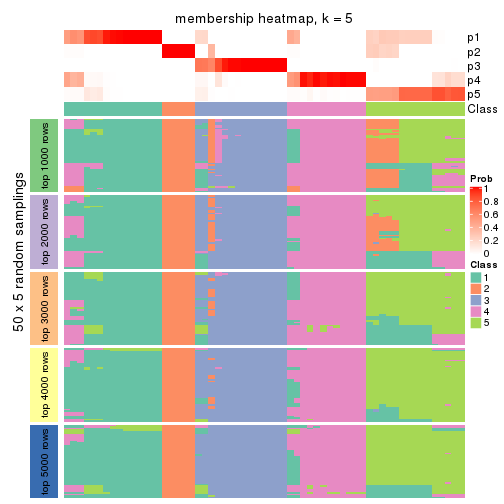 membership heatmap, k = 5
p1
p2
p3
p4
p5
Class
50 x 5 random samplings
top 1000 rows
top 2000 rows
top 3000 rows
top 4000 rows
top 5000 rows
Prob
1
0.8
0.6
0.4
0.2
0
Class
1
2
3
4
5